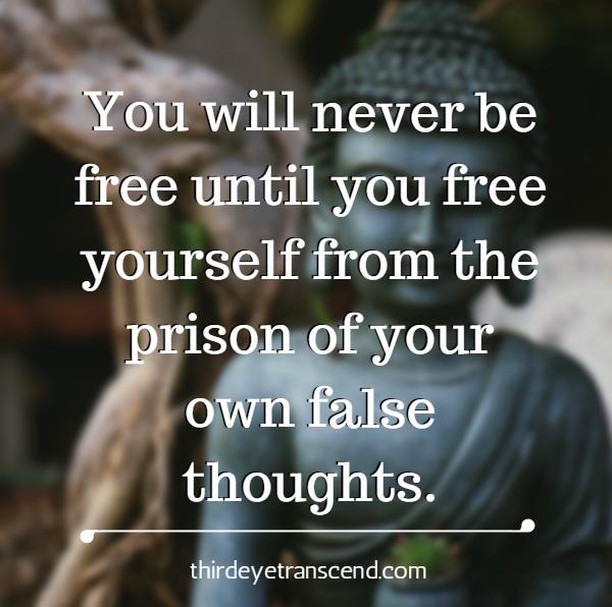 You will never be
free until you free
yourself from the
prison of your
own false
thoughts.
thirdeyetranscend.com